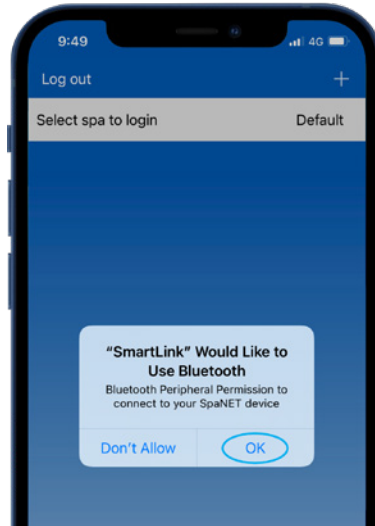 9:49
4G
Log out +
Select spa to login Default
"SmartLink" Would Like to
Use Bluetooth
Bluetooth Peripheral Permission to
connect to your SpaNET device
Don't Allow OK